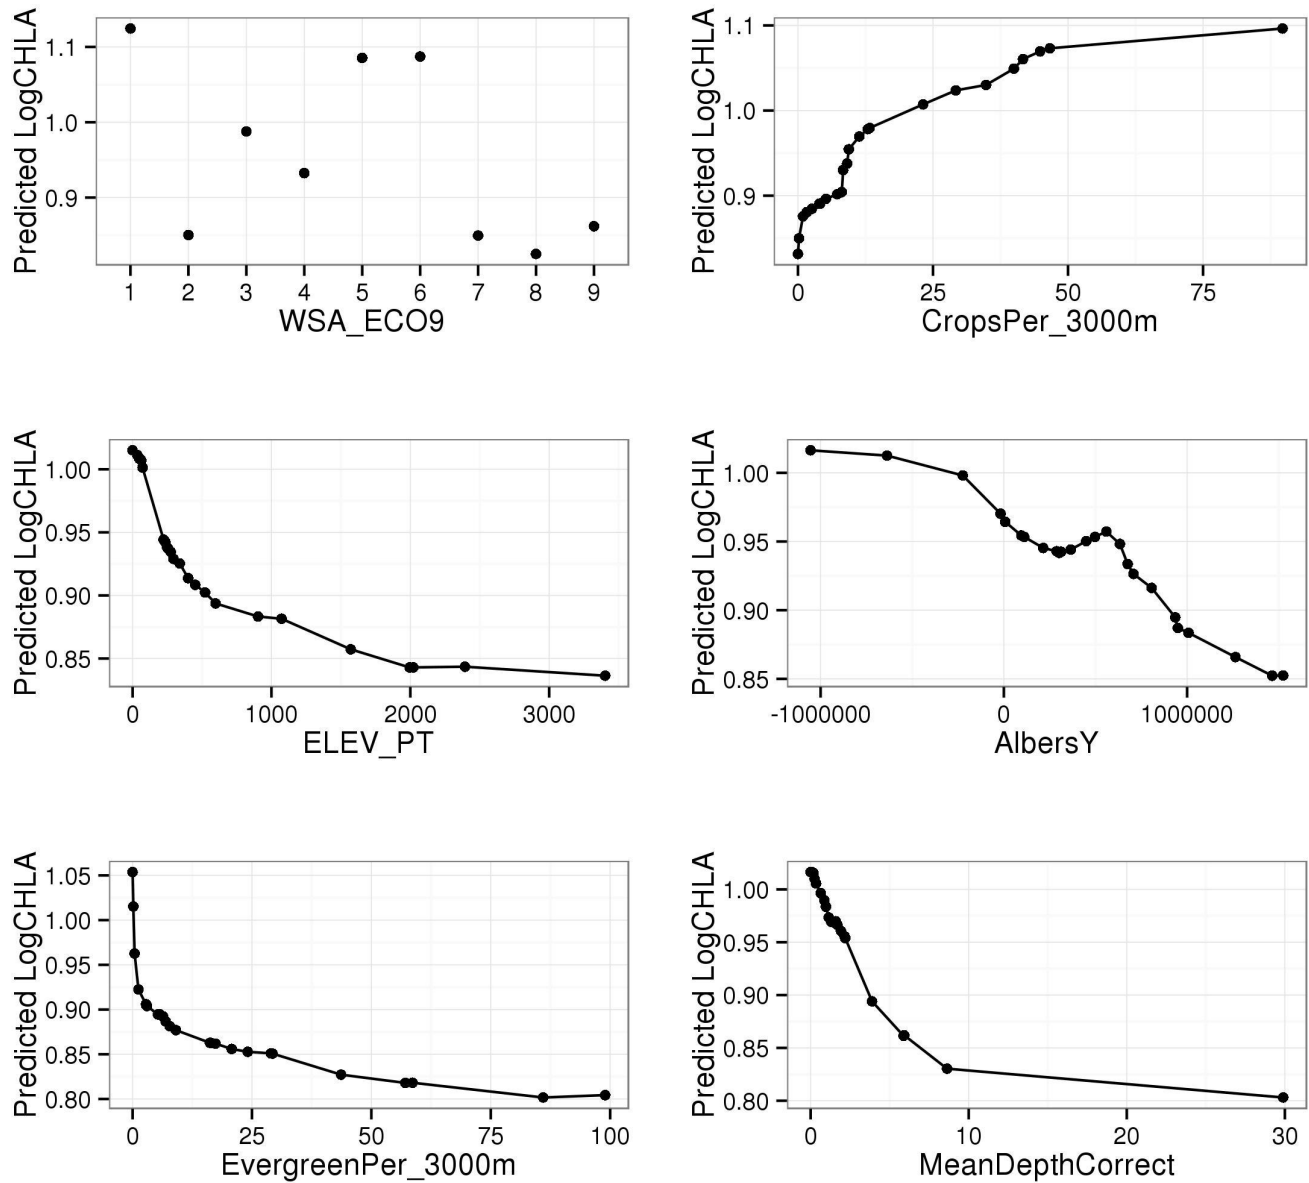 Predicted LogCHLA
1.1
1.0
0.9
1 2 3 4 5 6 7 8 9
WSA_ECO9
Predicted LogCHLA
1.1
1.0
0.9
0 25 50 75
CropsPer_3000m
Predicted LogCHLA
1.00
0.95
0.90
0.85
0 1000 2000 3000
ELEV_PT
Predicted LogCHLA
1.00
0.95
0.90
0.85
-1000000 0 1000000
AlbersY
Predicted LogCHLA
1.05
1.00
0.95
0.90
0.85
0.80
0 25 50 75 100
EvergreenPer_3000m
Predicted LogCHLA
1.00
0.95
0.90
0.85
0.80
0 10 20 30
MeanDepthCorrect